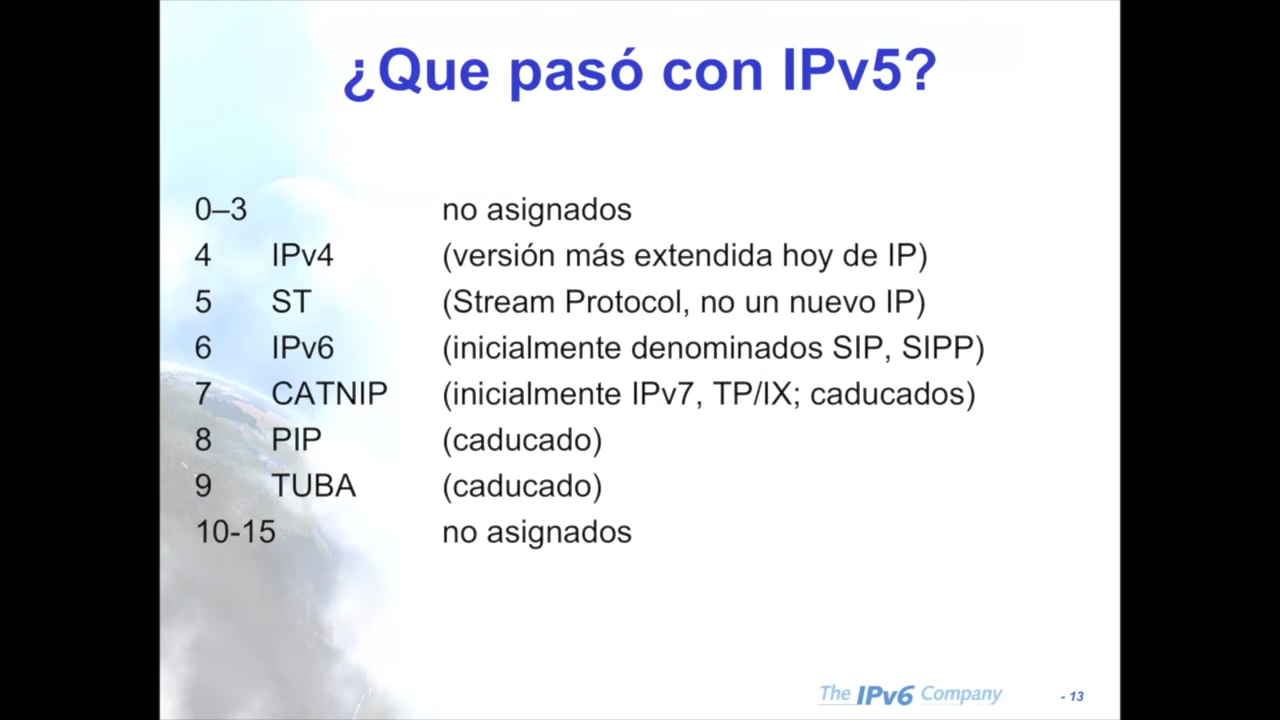 ¿Que pasó con IPv5?
0–3 no asignados
4 IPv4 (versión más extendida hoy de IP)
5 ST (Stream Protocol, no un nuevo IP)
6 IPv6 (inicialmente denominados SIP, SIPP)
7 CATNIP (inicialmente IPv7, TP/IX; caducados)
8 PIP (caducado)
9 TUBA (caducado)
10-15 no asignados
The IPv6 Company - 13